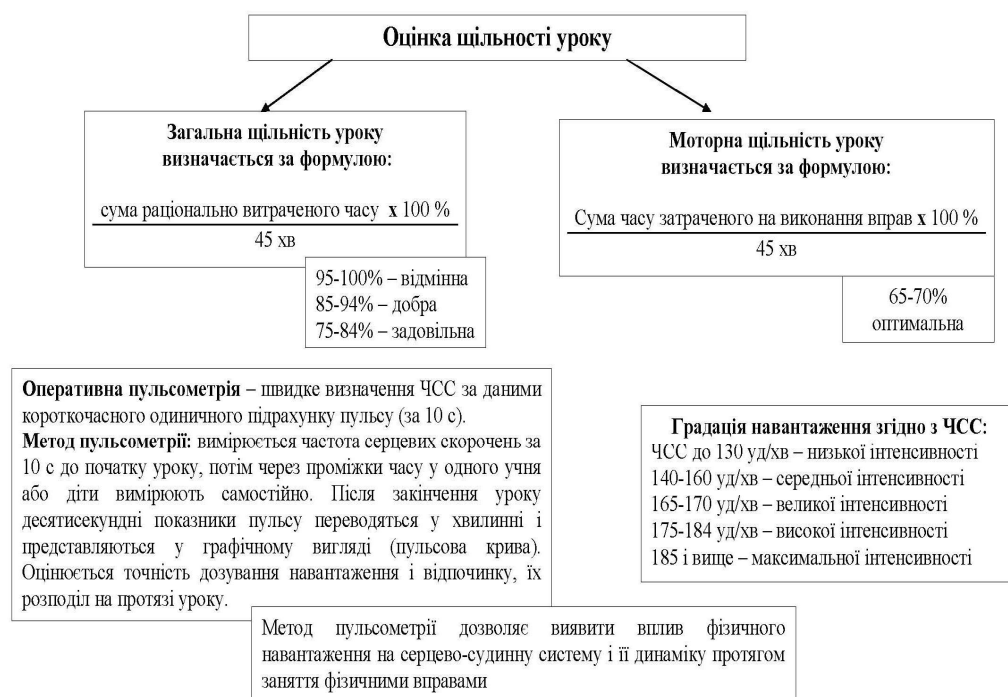 Оцінка щільності уроку
Загальна щільність уроку
визначається за формулою:
сума раціонально витраченого часу х 100 %
45 хв
95-100% – відмінна
85-94% – добра
75-84% – задовільна
Моторна щільність уроку
визначається за формулою:
Сума часу затраченого на виконання вправ х 100 %
45 хв
65-70%
оптимальна
Оперативна пульсометрія – швидке визначення ЧСС за даними
короткочасного одиничного підрахунку пульсу (за 10 с).
Метод пульсометрії: вимірюється частота серцевих скорочень за
10 с до початку уроку, потім через проміжки часу у одного учня
або діти вимірюють самостійно. Після закінчення уроку
десятисекундні показники пульсу переводяться у хвилинні і
представляються у графічному вигляді (пульсова крива).
Оцінюється точність дозування навантаження і відпочинку, їх
розподіл на протязі уроку.
Градація навантаження згідно з ЧСС:
ЧСС до 130 уд/хв – низької інтенсивності
140-160 уд/хв – середньої інтенсивності
165-170 уд/хв – великої інтенсивності
175-184 уд/хв – високої інтенсивності
185 і вище – максимальної інтенсивності
Метод пульсометрії дозволяє виявити вплив фізичного
навантаження на серцево-судинну систему і її динаміку протягом
заняття фізичними вправами